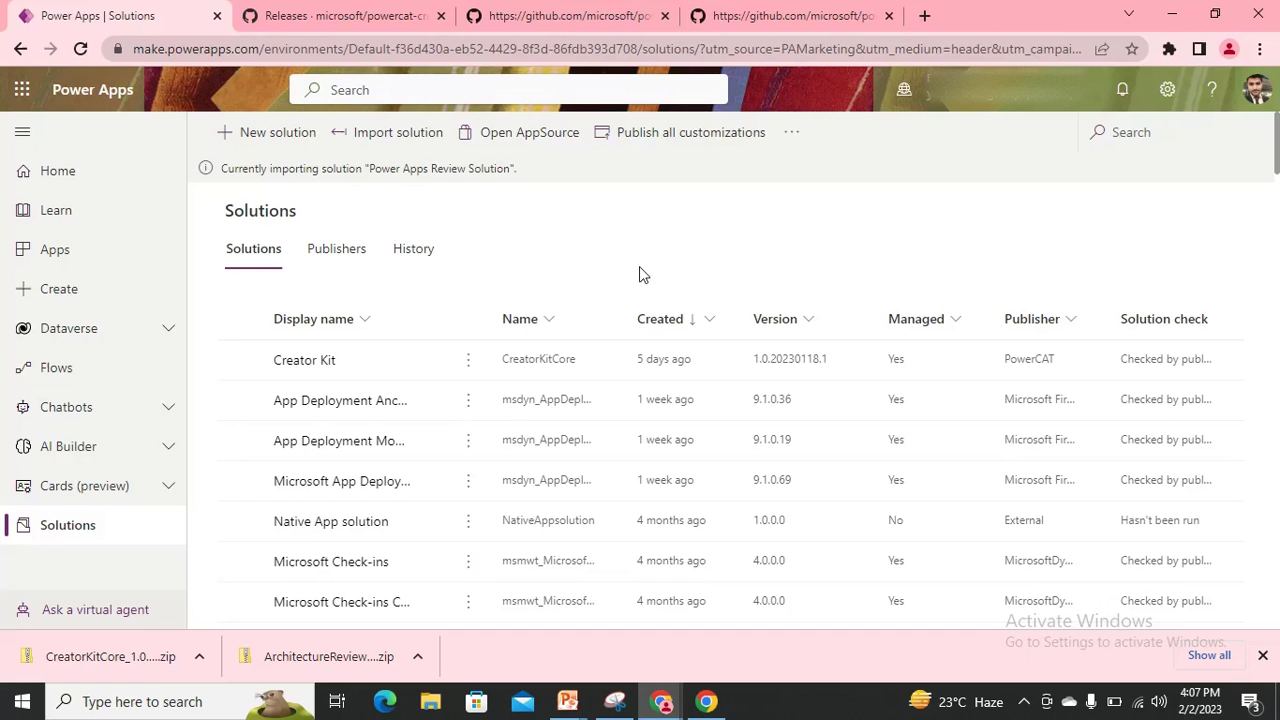 Power Apps | Solutions
Releases · microsoft/powercat-cr
https://github.com/microsoft/po
https://github.com/microsoft/po
make.powerapps.com/environments/Default-f36d430a-eb52-4429-8f3d-86fdb393d708/solutions/?utm_source=PAMarketing&utm_medium=header&utm_campai...
Power Apps
Search
New solution
Import solution
Open AppSource
Publish all customizations
Search
Currently importing solution "Power Apps Review Solution".
Home
Learn
Apps
Create
Dataverse
Flows
Chatbots
AI Builder
Cards (preview)
Solutions
Ask a virtual agent
Solutions
Solutions Publishers History
Display name Name Created Version Managed Publisher Solution check
Creator Kit CreatorKitCore 5 days ago 1.0.20230118.1 Yes PowerCAT Checked by publ...
App Deployment Anc... msdyn_AppDepl... 1 week ago 9.1.0.36 Yes Microsoft Fir... Checked by publ...
App Deployment Mo... msdyn_AppDepl... 1 week ago 9.1.0.19 Yes Microsoft Fir... Checked by publ...
Microsoft App Deploy... msdyn_AppDepl... 1 week ago 9.1.0.69 Yes Microsoft Fir... Checked by publ...
Native App solution NativeAppsolution 4 months ago 1.0.0.0 No External Hasn't been run
Microsoft Check-ins msmwt_Microsof... 4 months ago 4.0.0.0 Yes MicrosoftDy... Checked by publ...
Microsoft Check-ins C... msmwt_Microsof... 4 months ago 4.0.0.0 Yes MicrosoftDy... Checked by publ...
Activate Windows
Go to Settings to activate Windows.
CreatorKitCore_1.0.....zip
ArchitectureReview....zip
Show all
Type here to search
23°C Haze
4:07 PM
2/2/2023
3